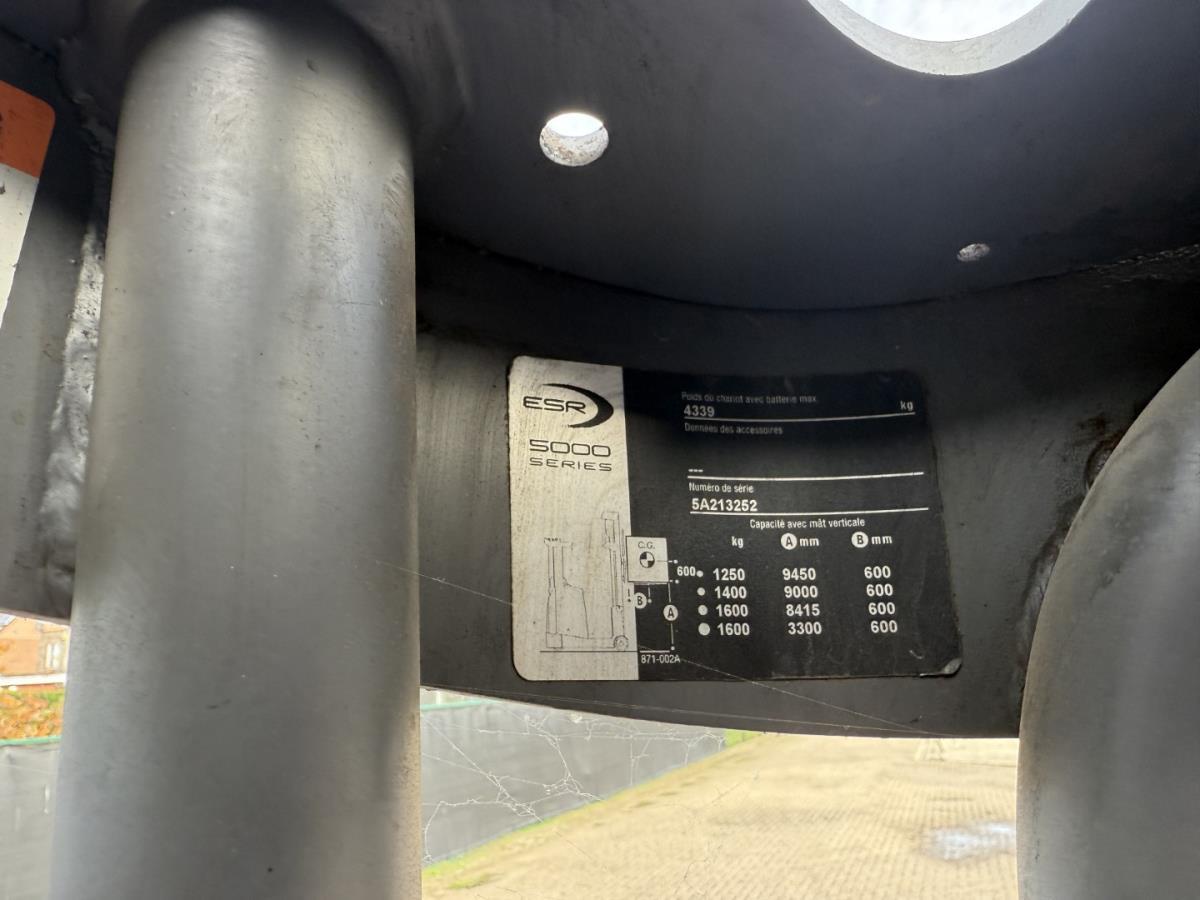 ESR
5000
SERIES
Poids du chariot avec batterie max.
4339 kg
Données des accessoires
---
Numéro de série
5A213252
Capacité avec mât verticale
kg A mm B mm
C.G.
600
1250 9450 600
1400 9000 600
1600 8415 600
1600 3300 600
B
A
871-002A